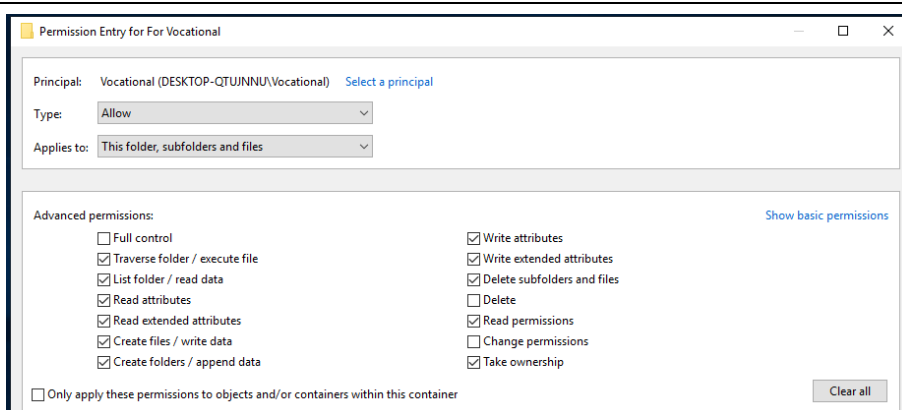 Permission Entry for For Vocational
Principal: Vocational (DESKTOP-QTUJNNU\Vocational) Select a principal
Type: Allow
Applies to: This folder, subfolders and files
Advanced permissions: Show basic permissions
Full control Write attributes
Traverse folder / execute file Write extended attributes
List folder / read data Delete subfolders and files
Read attributes Delete
Read extended attributes Read permissions
Create files / write data Change permissions
Create folders / append data Take ownership
Only apply these permissions to objects and/or containers within this container Clear all